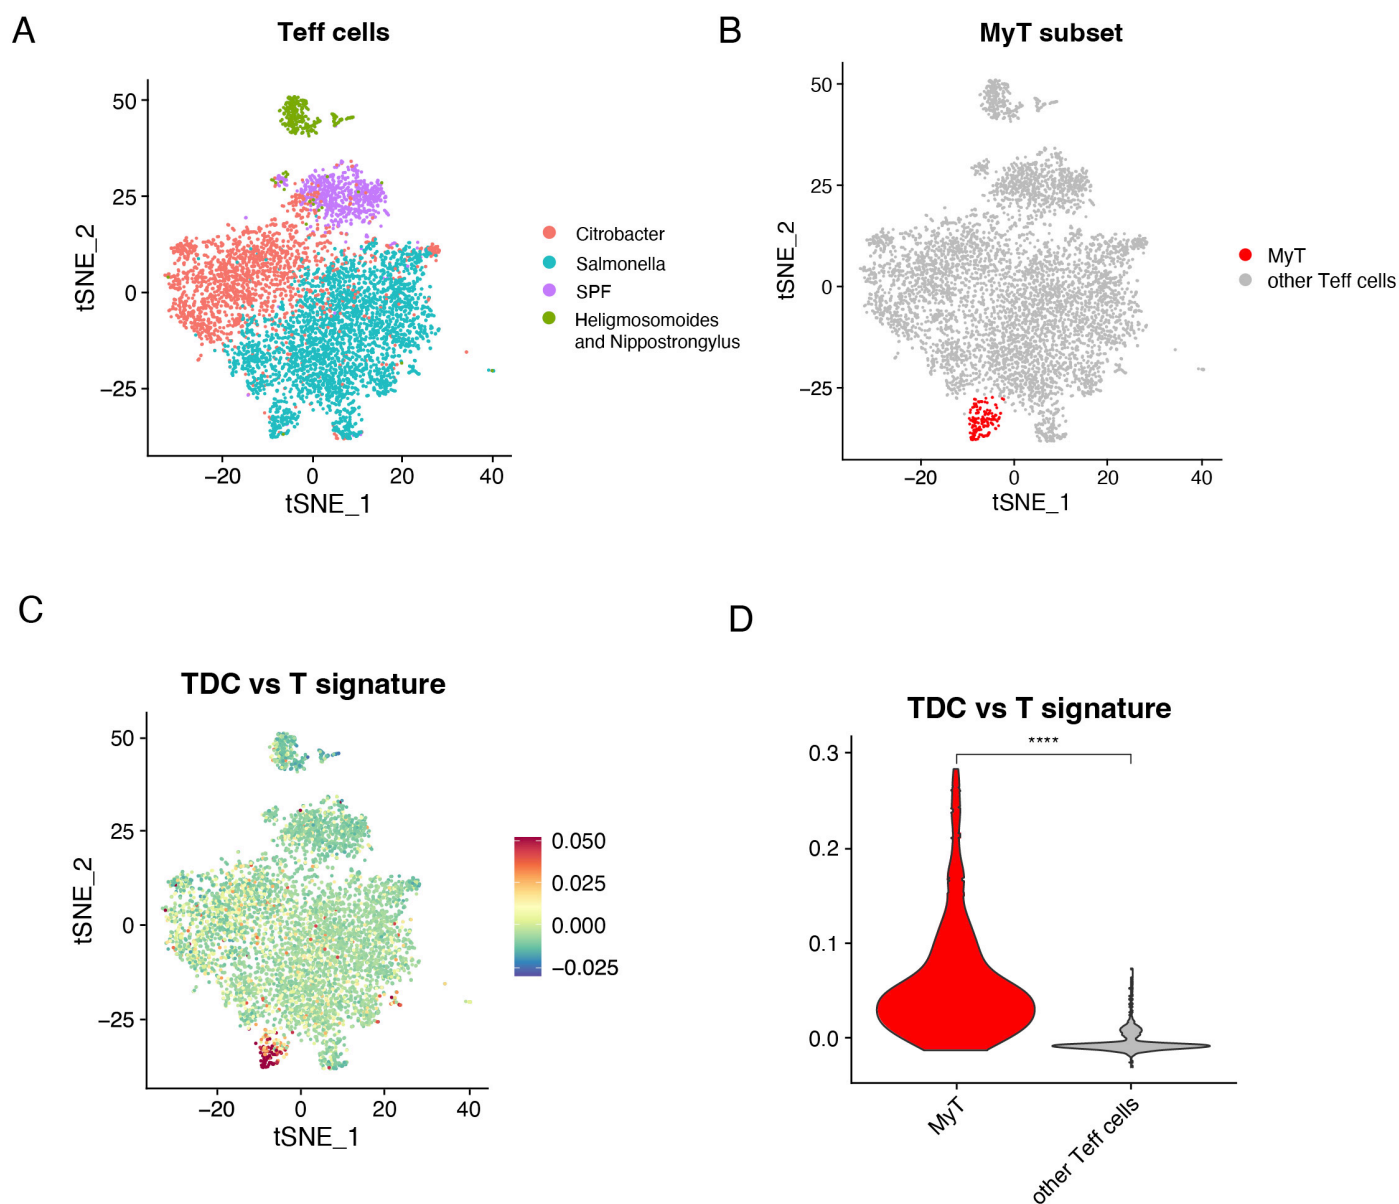 A
Teff cells
50
25
0
−25
tSNE_2
−20
0
20
40
tSNE_1
Citrobacter
Salmonella
SPF
Heligmosomoides
and Nippostrongylus
B
MyT subset
50
25
0
−25
tSNE_2
−20
0
20
40
tSNE_1
MyT
other Teff cells
C
TDC vs T signature
50
25
0
−25
tSNE_2
−20
0
20
40
tSNE_1
0.050
0.025
0.000
−0.025
D
TDC vs T signature
****
0.3
0.2
0.1
0.0
MyT
other Teff cells